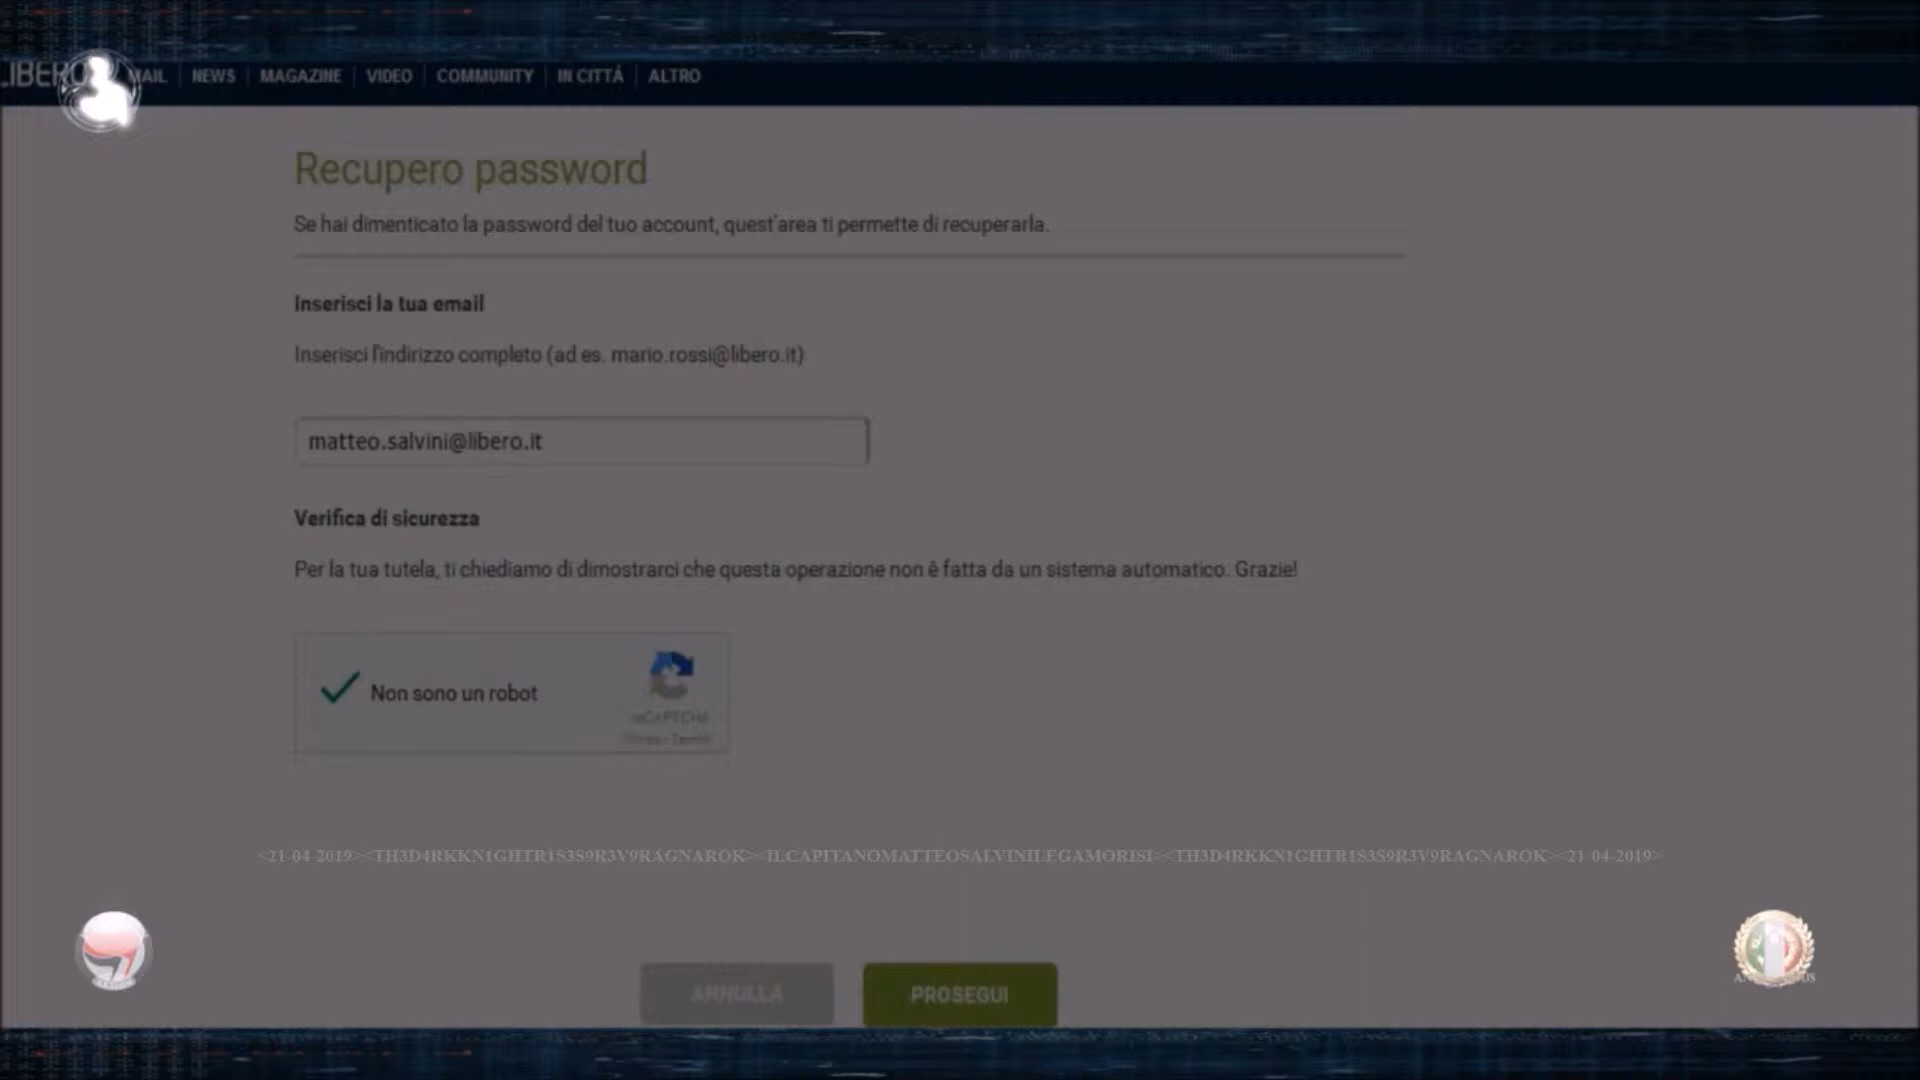 LIBERO MAIL NEWS MAGAZINE VIDEO COMMUNITY IN CITTÀ ALTRO
Recupero password
Se hai dimenticato la password del tuo account, quest'area ti permette di recuperarla.
Inserisci la tua email
Inserisci l'indirizzo completo (ad es. mario.rossi@libero.it)
matteo.salvini@libero.it
Verifica di sicurezza
Per la tua tutela, ti chiediamo di dimostrarci che questa operazione non è fatta da un sistema automatico. Grazie!
Non sono un robot
reCAPTCHA
<21-04-2019><TH3D4RKKN1GHTR1S3S9R3V9RAGNAROK><ILCAPITANOMATTEOSALVINILEGAMORISI><TH3D4RKKN1GHTR1S3S9R3V9RAGNAROK><21-04-2019>
ANNULLA PROSEGUI